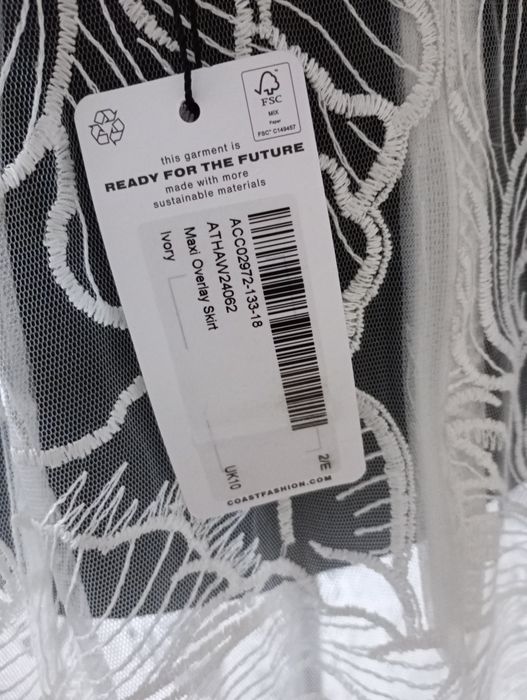 FSC
MIX
Paper
FSC® C149457
this garment is
READY FOR THE FUTURE
made with more
sustainable materials
ACC02972-133-18
ATHAW24062
Maxi Overlay Skirt
Ivory
UK10
2/E
COASTFASHION.COM